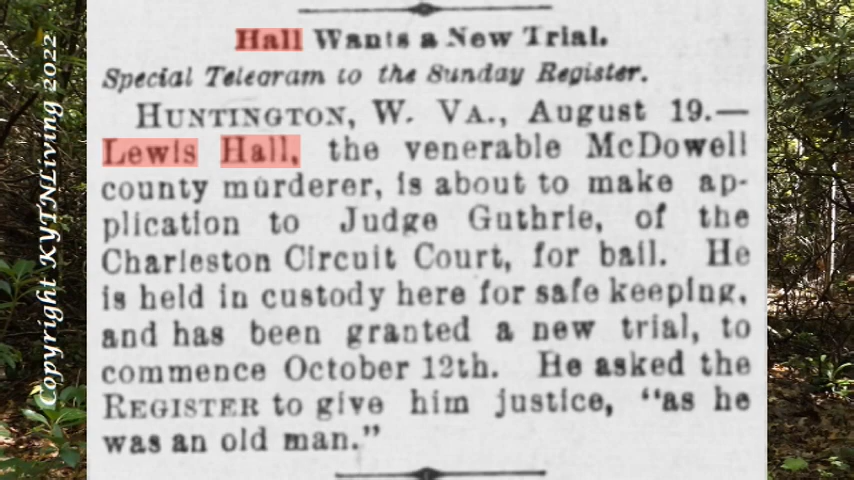 Hall Wants a New Trial.
Special Telegram to the Sunday Register.
HUNTINGTON, W. VA., August 19.—
Lewis Hall, the venerable McDowell
county murderer, is about to make ap-
plication to Judge Guthrie, of the
Charleston Circuit Court, for bail. He
is held in custody here for safe keeping,
and has been granted a new trial, to
commence October 12th. He asked the
REGISTER to give him justice, "as he
was an old man."
Copyright KYTNLiving 2022